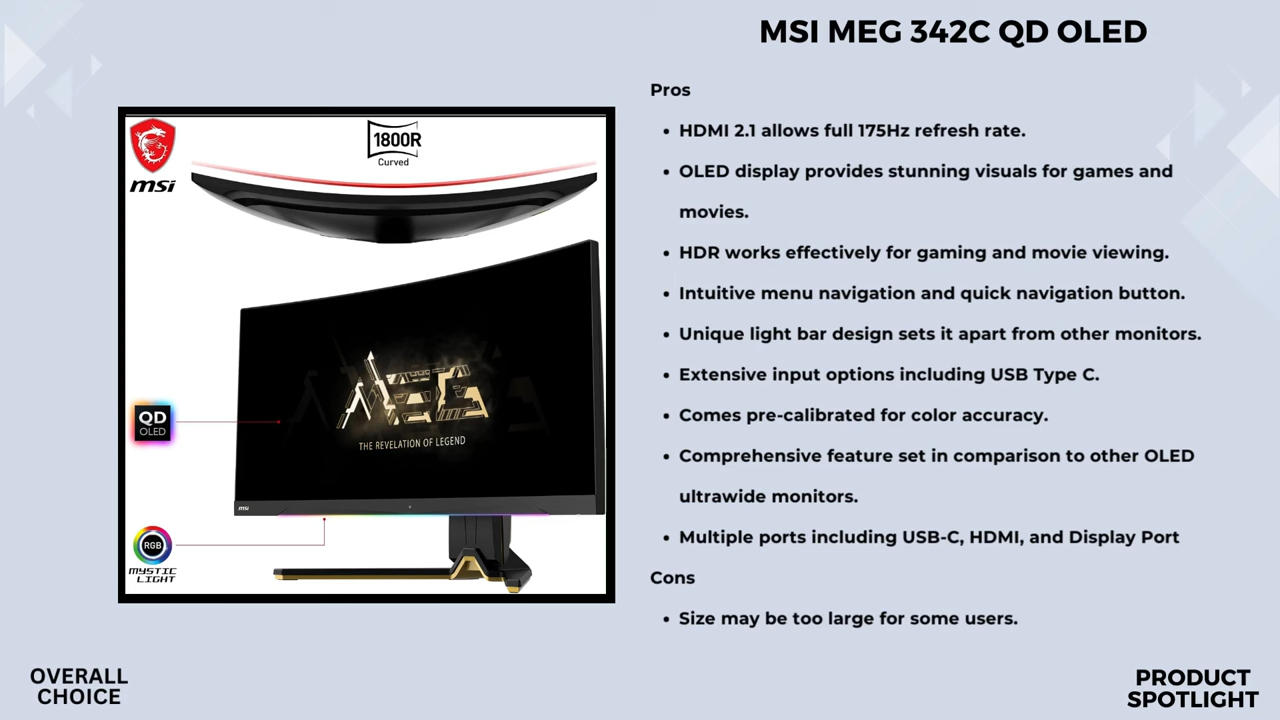 MSI MEG 342C QD OLED
Pros
• HDMI 2.1 allows full 175Hz refresh rate.
• OLED display provides stunning visuals for games and
movies.
• HDR works effectively for gaming and movie viewing.
• Intuitive menu navigation and quick navigation button.
• Unique light bar design sets it apart from other monitors.
• Extensive input options including USB Type C.
• Comes pre-calibrated for color accuracy.
• Comprehensive feature set in comparison to other OLED
ultrawide monitors.
• Multiple ports including USB-C, HDMI, and Display Port
Cons
• Size may be too large for some users.
msi
1800R
Curved
MEG
THE REVELATION OF LEGEND
QD
OLED
msi
RGB
MYSTIC
LIGHT
OVERALL
CHOICE
PRODUCT
SPOTLIGHT